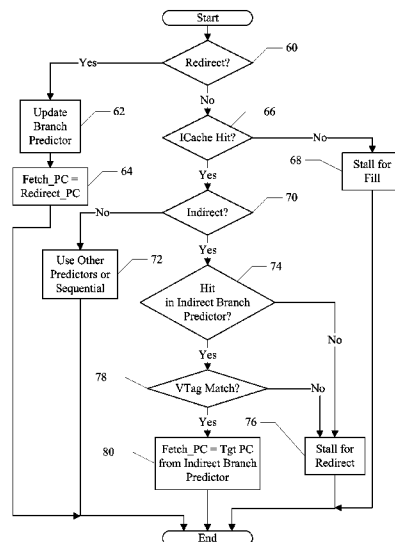 Start
Redirect?
60
Yes
No
Update
Branch
Predictor
62
ICache Hit?
66
No
Fetch_PC =
Redirect_PC
64
Yes
68
Stall for
Fill
Indirect?
70
No
Yes
Use Other
Predictors or
Sequential
72
Hit
in Indirect Branch
Predictor?
74
No
Yes
78
VTag Match?
No
Yes
80
Fetch_PC = Tgt PC
from Indirect Branch
Predictor
76
Stall for
Redirect
End